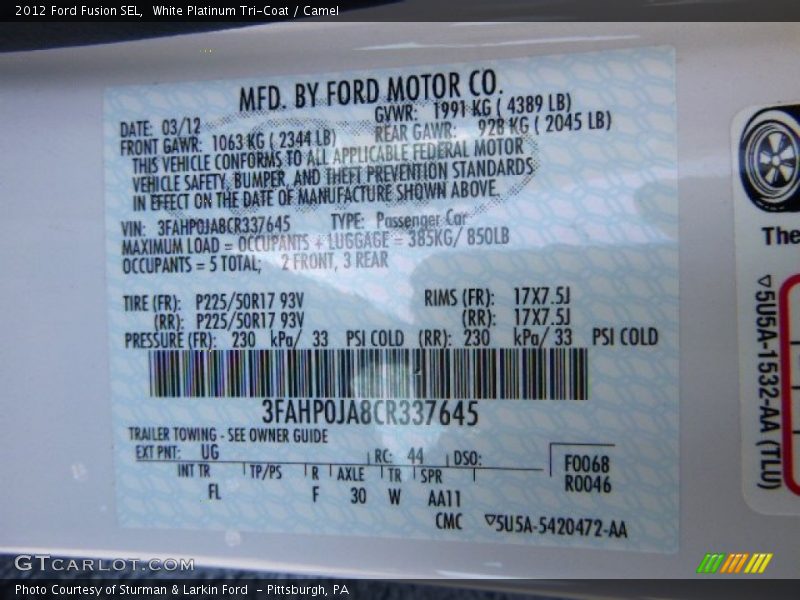 2012 Ford Fusion SEL,  White Platinum Tri-Coat / Camel
MFD. BY FORD MOTOR CO.
DATE: 03/12 GVWR: 1991 KG ( 4389 LB)
FRONT GAWR: 1063 KG ( 2344 LB) REAR GAWR: 928 KG ( 2045 LB)
THIS VEHICLE CONFORMS TO ALL APPLICABLE FEDERAL MOTOR
VEHICLE SAFETY, BUMPER, AND THEFT PREVENTION STANDARDS
IN EFFECT ON THE DATE OF MANUFACTURE SHOWN ABOVE.
VIN: 3FAHP0JA8CR337645 TYPE: Passenger Car
MAXIMUM LOAD = OCCUPANTS + LUGGAGE = 385KG/ 850LB
OCCUPANTS = 5 TOTAL; 2 FRONT, 3 REAR
TIRE (FR): P225/50R17 93V RIMS (FR): 17X7.5J
(RR): P225/50R17 93V (RR): 17X7.5J
PRESSURE (FR): 230 kPa/ 33 PSI COLD (RR): 230 kPa/ 33 PSI COLD
3FAHP0JA8CR337645
TRAILER TOWING - SEE OWNER GUIDE
EXT PNT: UG RC: 44 DSO: F0068
INT TR TP/PS R AXLE TR SPR R0046
FL F 30 W AA11
CMC ▽5U5A-5420472-AA
The
▽5U5A-1532-AA (TLU)
GTCARLOT.COM
Photo Courtesy of Sturman & Larkin Ford  - Pittsburgh, PA